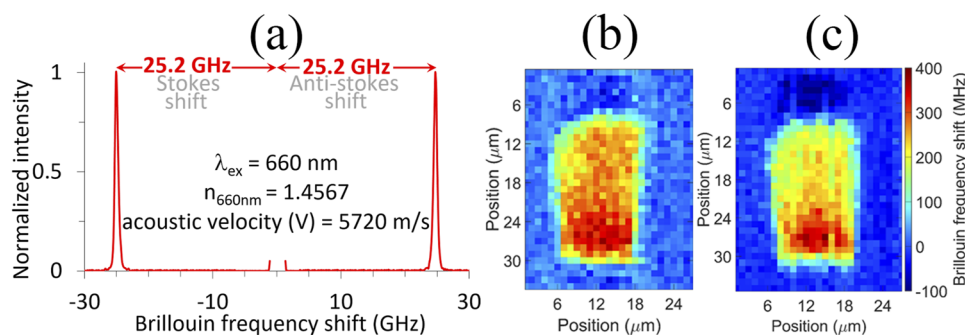 (a)
25.2 GHz 25.2 GHz
Stokes shift
Anti-stokes shift
λex = 660 nm
n660nm = 1.4567
acoustic velocity (V) = 5720 m/s
Normalized intensity
1
0.5
0
-30 -10 10 30
Brillouin frequency shift (GHz)
(b)
Position (μm)
6
12
18
24
30
6 12 18 24
Position (μm)
(c)
Position (μm)
6
12
18
24
30
6 12 18 24
Position (μm)
400
300
200
100
0
-100
Brillouin frequency shift (MHz)